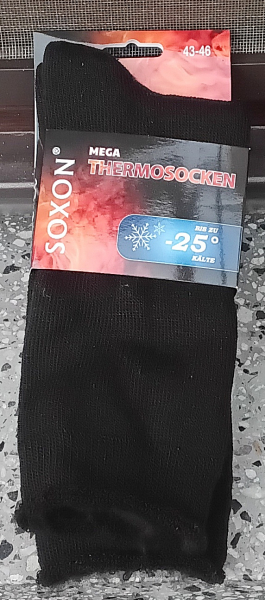 43-46
SOXON®
MEGA
THERMOSOCKEN
BIS ZU
-25°
KÄLTE